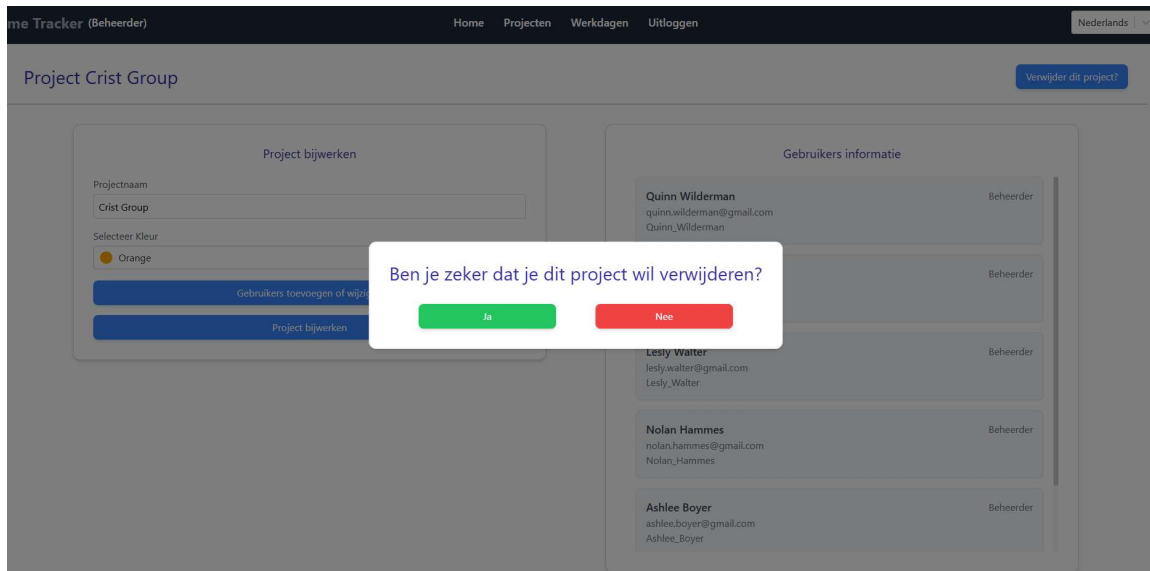 me Tracker (Beheerder)
Home Projecten Werkdagen Uitloggen
Nederlands
Project Crist Group
Verwijder dit project?
Project bijwerken
Projectnaam
Crist Group
Selecteer Kleur
Orange
Gebruikers toevoegen of wijzig
Project bijwerken
Ben je zeker dat je dit project wil verwijderen?
Ja Nee
Gebruikers informatie
Quinn Wilderman Beheerder
quinn.wilderman@gmail.com
Quinn_Wilderman
Beheerder
Lesly Walter Beheerder
lesly.walter@gmail.com
Lesly_Walter
Nolan Hammes Beheerder
nolan.hammes@gmail.com
Nolan_Hammes
Ashlee Boyer Beheerder
ashlee.boyer@gmail.com
Ashlee_Boyer